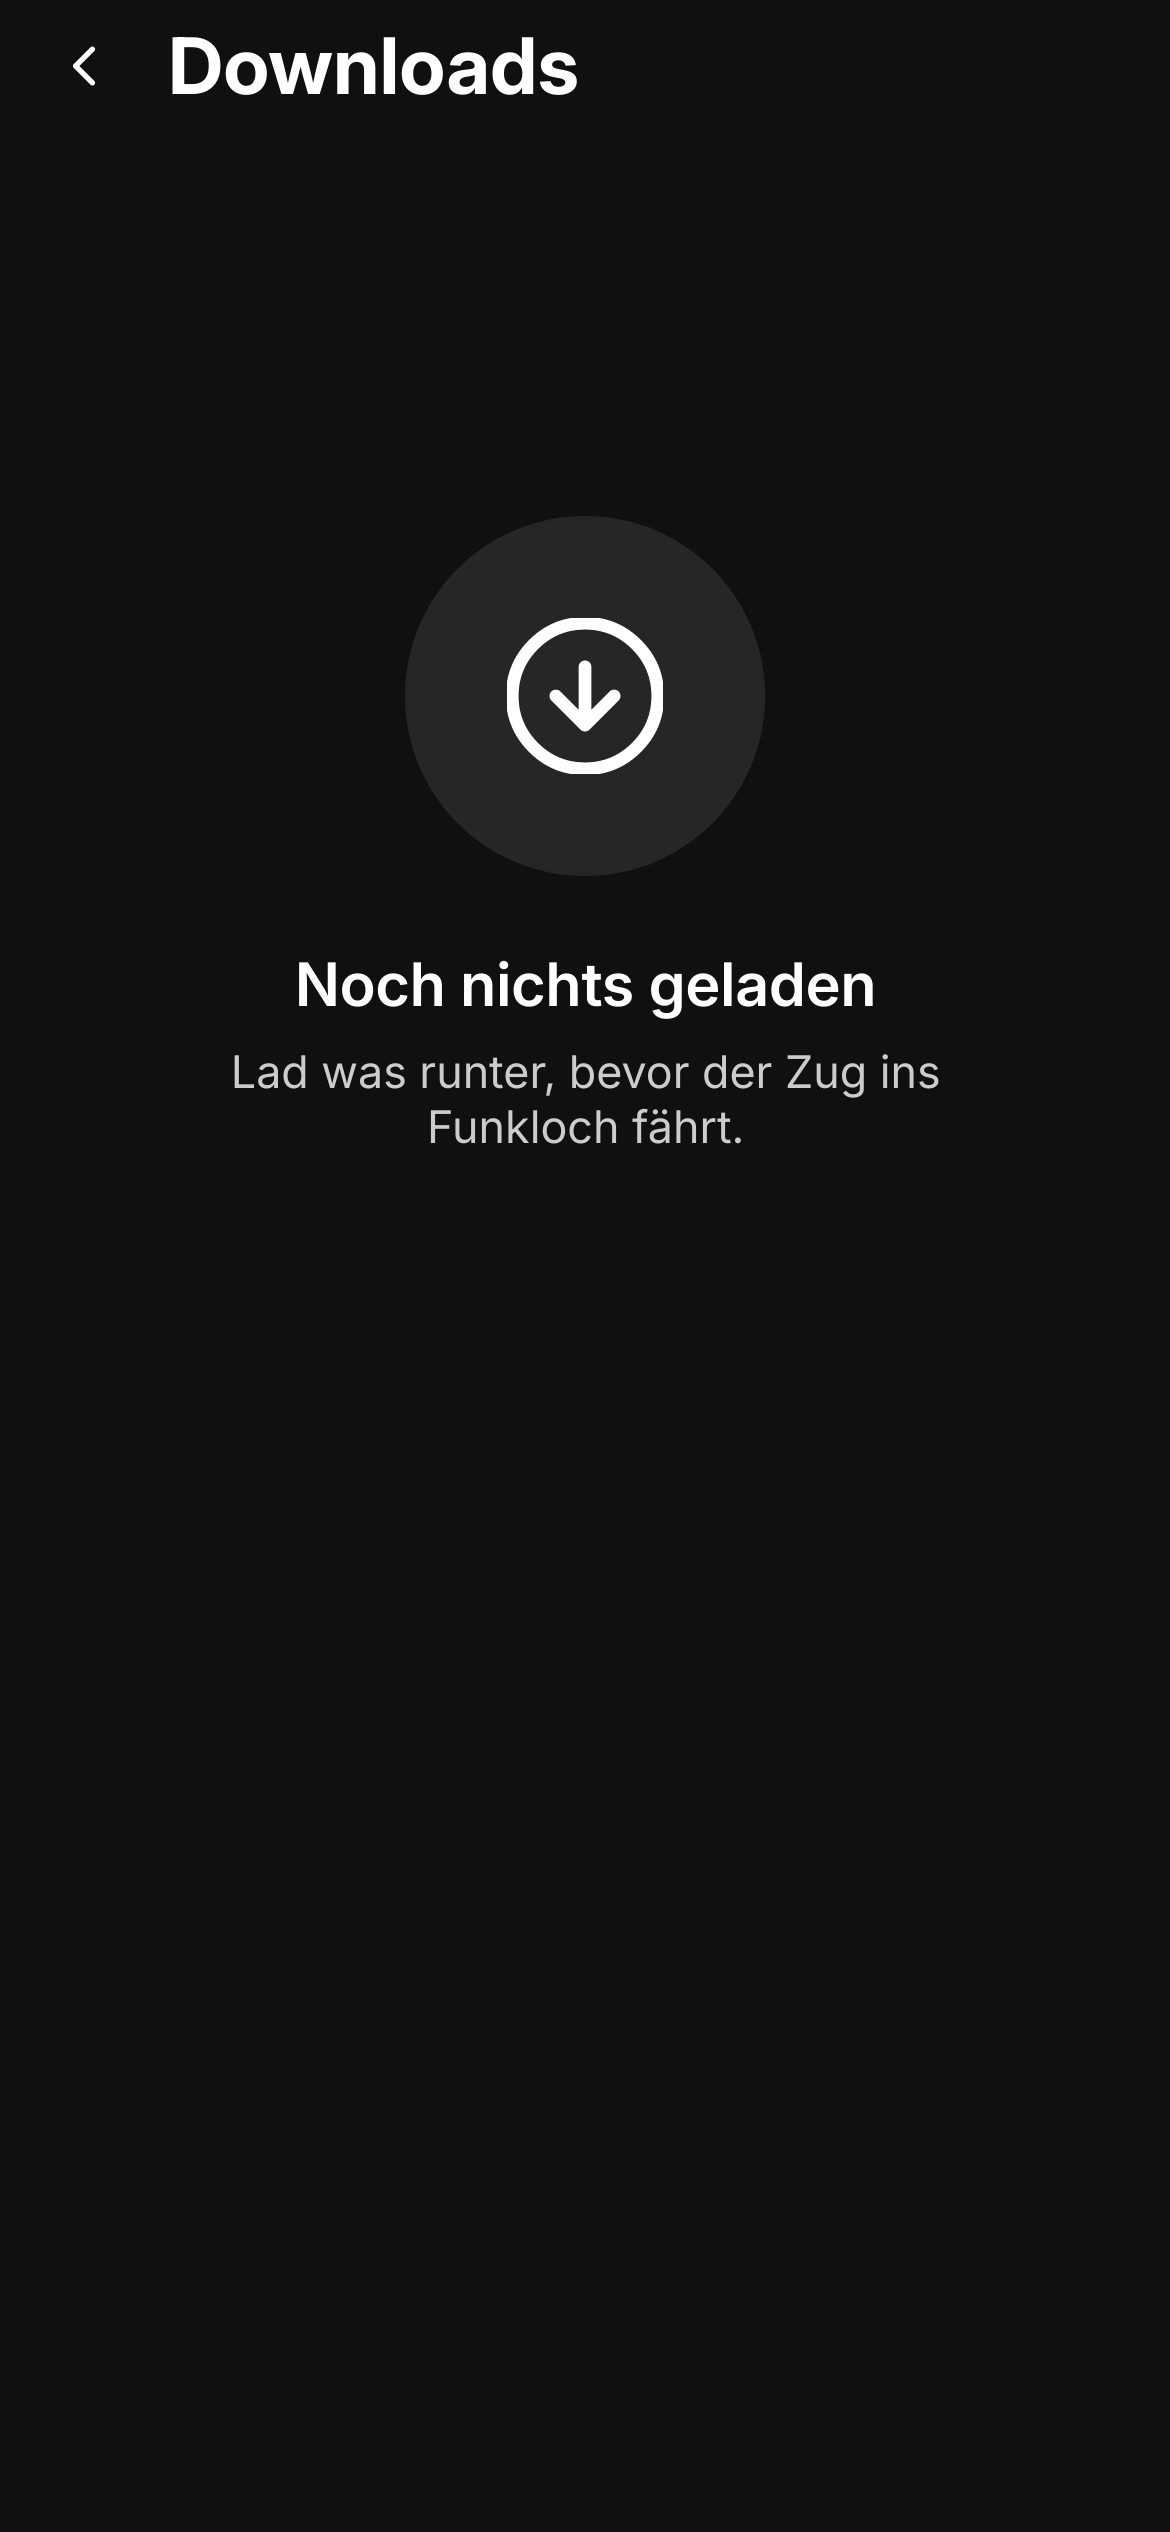 Downloads
Noch nichts geladen
Lad was runter, bevor der Zug ins
Funkloch fährt.